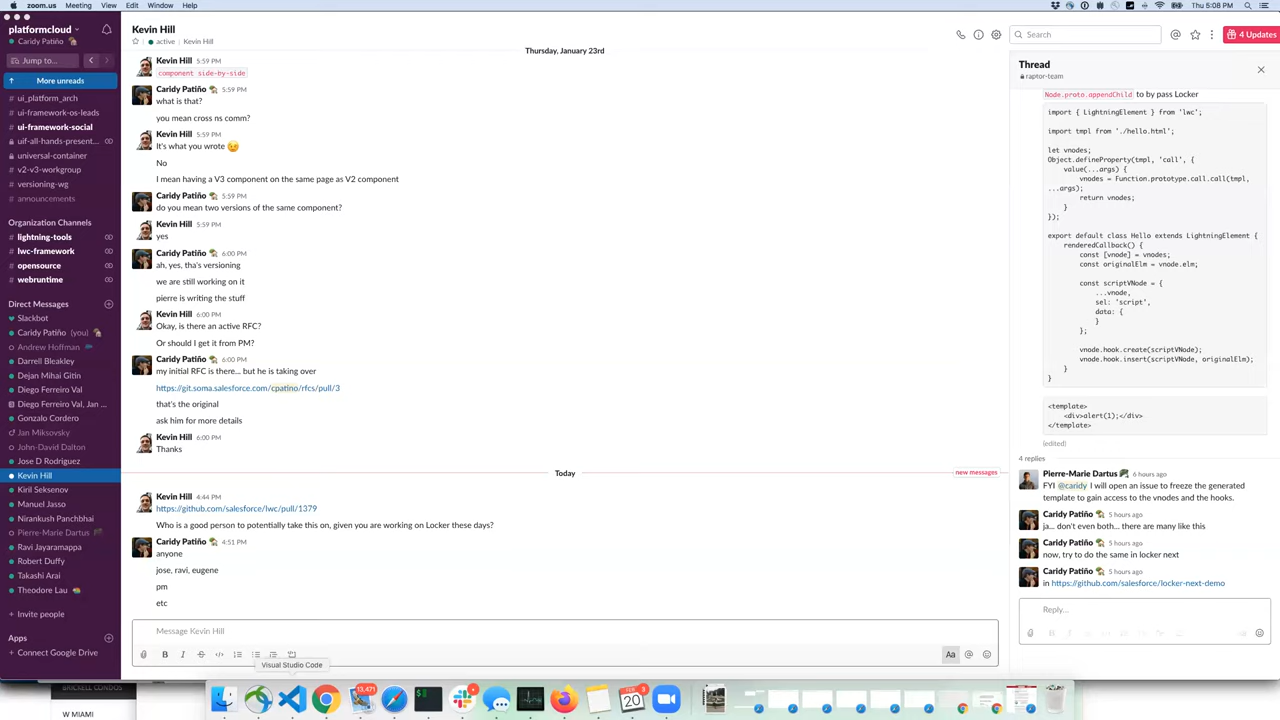 zoom.us Meeting View Edit Window Help
Thu 5:08 PM
platformcloud
Caridy Patiño
Jump to...
More unreads
# ui_platform_arch
# ui-framework-os-leads
# ui-framework-social
uif-all-hands-present...
universal-container
# v2-v3-workgroup
# versioning-wg
# announcements
Organization Channels
# lightning-tools
# lwc-framework
# opensource
# webruntime
Direct Messages
Slackbot
Caridy Patiño (you)
Andrew Hoffman
Darrell Bleakley
Dejan Mihai Gitin
Diego Ferreiro Val
Diego Ferreiro Val, Jan ...
Gonzalo Cordero
Jan Miksovsky
John-David Dalton
Jose D Rodriguez
Kevin Hill
Kiril Seksenov
Manuel Jasso
Nirankush Panchbhai
Pierre-Marie Dartus
Ravi Jayaramappa
Robert Duffy
Takashi Arai
Theodore Lau
+ Invite people
Apps
+ Connect Google Drive
Kevin Hill
active | Kevin Hill
Search
4 Updates
Thursday, January 23rd
Kevin Hill 5:59 PM
component side-by-side
Caridy Patiño 5:59 PM
what is that?
you mean cross ns comm?
Kevin Hill 5:59 PM
It's what you wrote
No
I mean having a V3 component on the same page as V2 component
Caridy Patiño 5:59 PM
do you mean two versions of the same component?
Kevin Hill 5:59 PM
yes
Caridy Patiño 6:00 PM
ah, yes, tha's versioning
we are still working on it
pierre is writing the stuff
Kevin Hill 6:00 PM
Okay, is there an active RFC?
Or should I get it from PM?
Caridy Patiño 6:00 PM
my initial RFC is there... but he is taking over
https://git.soma.salesforce.com/cpatino/rfcs/pull/3
that's the original
ask him for more details
Kevin Hill 6:00 PM
Thanks
Today
new messages
Kevin Hill 4:44 PM
https://github.com/salesforce/lwc/pull/1379
Who is a good person to potentially take this on, given you are working on Locker these days?
Caridy Patiño 4:51 PM
anyone
jose, ravi, eugene
pm
etc
Message Kevin Hill
B I S </> Aa @
Visual Studio Code
Thread
raptor-team
Node.proto.appendChild to by pass Locker
import { LightningElement } from 'lwc';
import tmpl from './hello.html';
let vnodes;
Object.defineProperty(tmpl, 'call', {
value(...args) {
vnodes = Function.prototype.call.call(tmpl,
...args);
return vnodes;
}
});
export default class Hello extends LightningElement {
renderedCallback() {
const [vnode] = vnodes;
const originalElm = vnode.elm;
const scriptVNode = {
...vnode,
sel: 'script',
data: {
}
};
vnode.hook.create(scriptVNode);
vnode.hook.insert(scriptVNode, originalElm);
}
}
<template>
<div>alert(1);</div>
</template>
(edited)
4 replies
Pierre-Marie Dartus 6 hours ago
FYI @caridy I will open an issue to freeze the generated
template to gain access to the vnodes and the hooks.
Caridy Patiño 5 hours ago
ja... don't even both... there are many like this
Caridy Patiño 5 hours ago
now, try to do the same in locker next
Caridy Patiño 5 hours ago
in https://github.com/salesforce/locker-next-demo
Reply...
BRICKELL CONDOS
W MIAMI
13,471
FEB
20
3